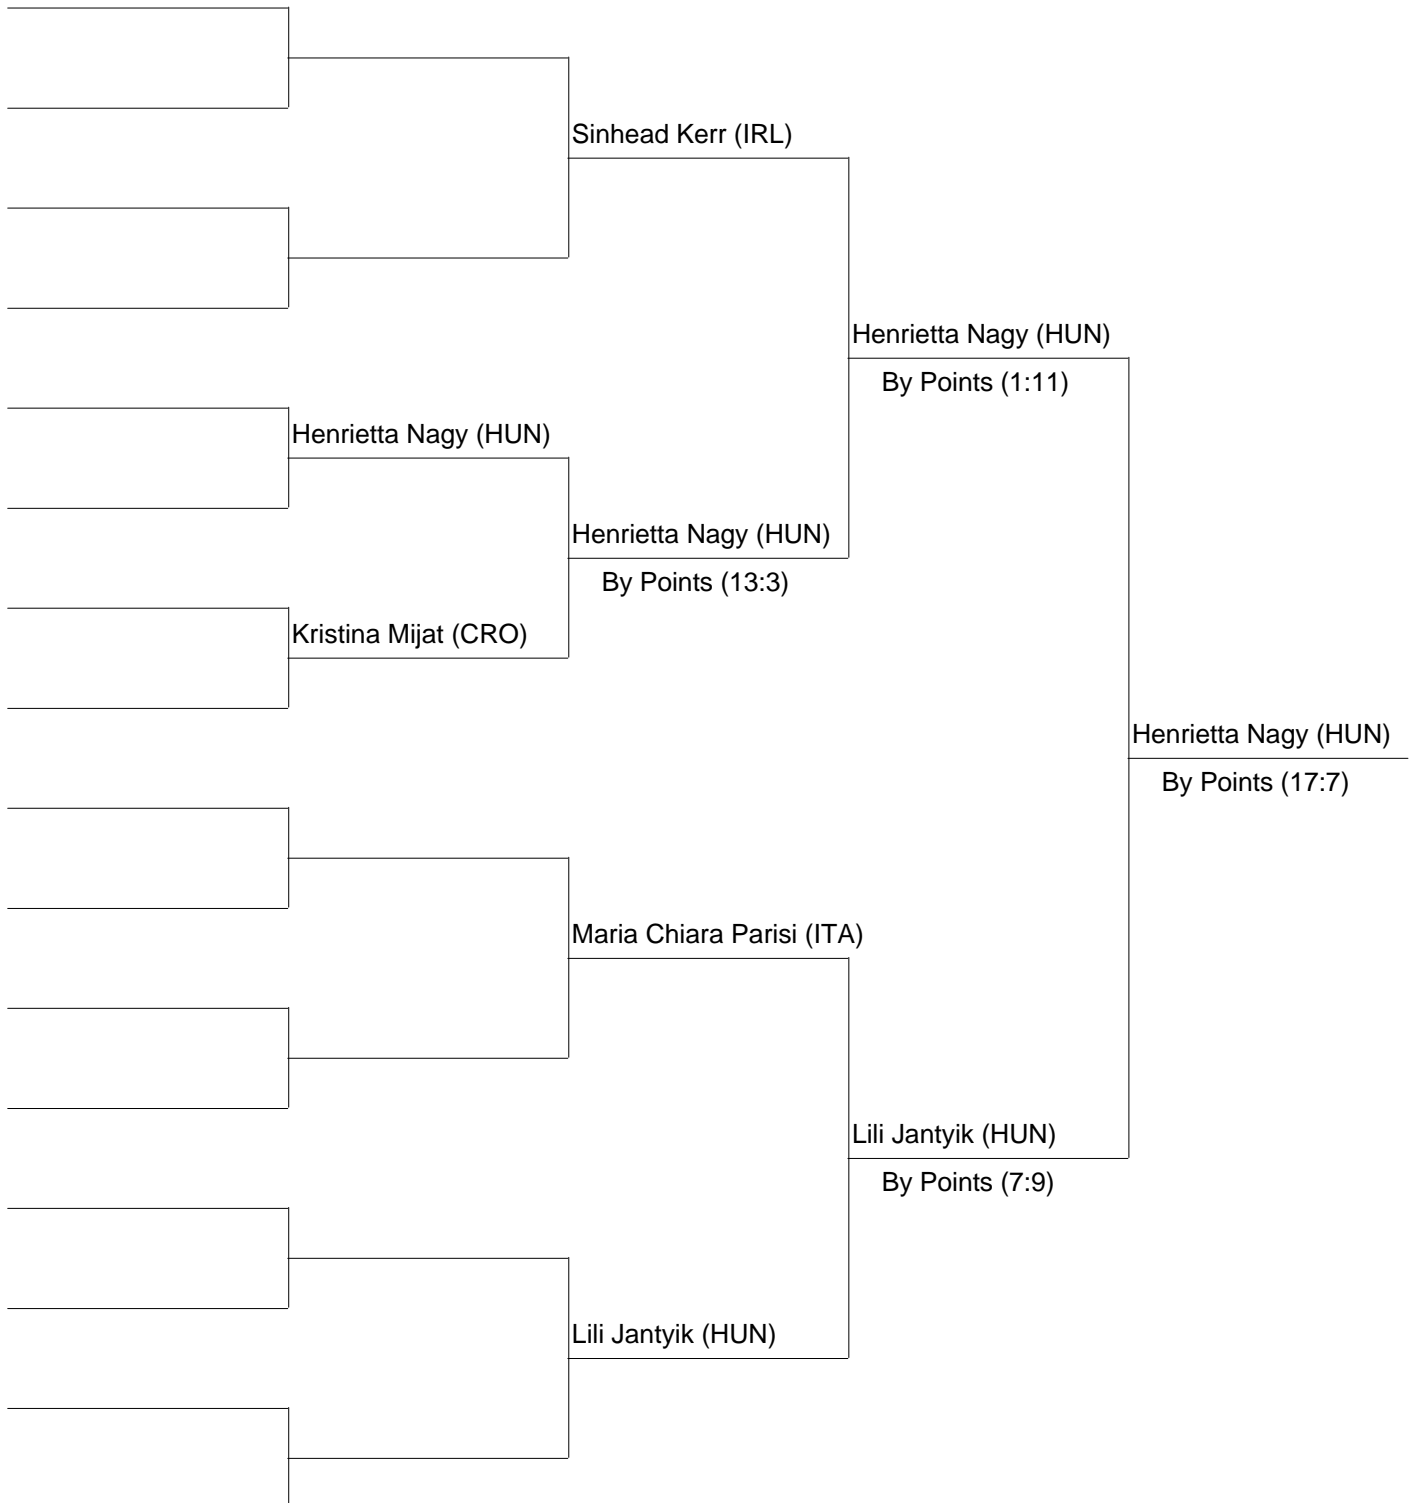 Sinhead Kerr (IRL)
Henrietta Nagy (HUN)
By Points (1:11)
Henrietta Nagy (HUN)
Henrietta Nagy (HUN)
By Points (13:3)
Kristina Mijat (CRO)
Henrietta Nagy (HUN)
By Points (17:7)
Maria Chiara Parisi (ITA)
Lili Jantyik (HUN)
By Points (7:9)
Lili Jantyik (HUN)